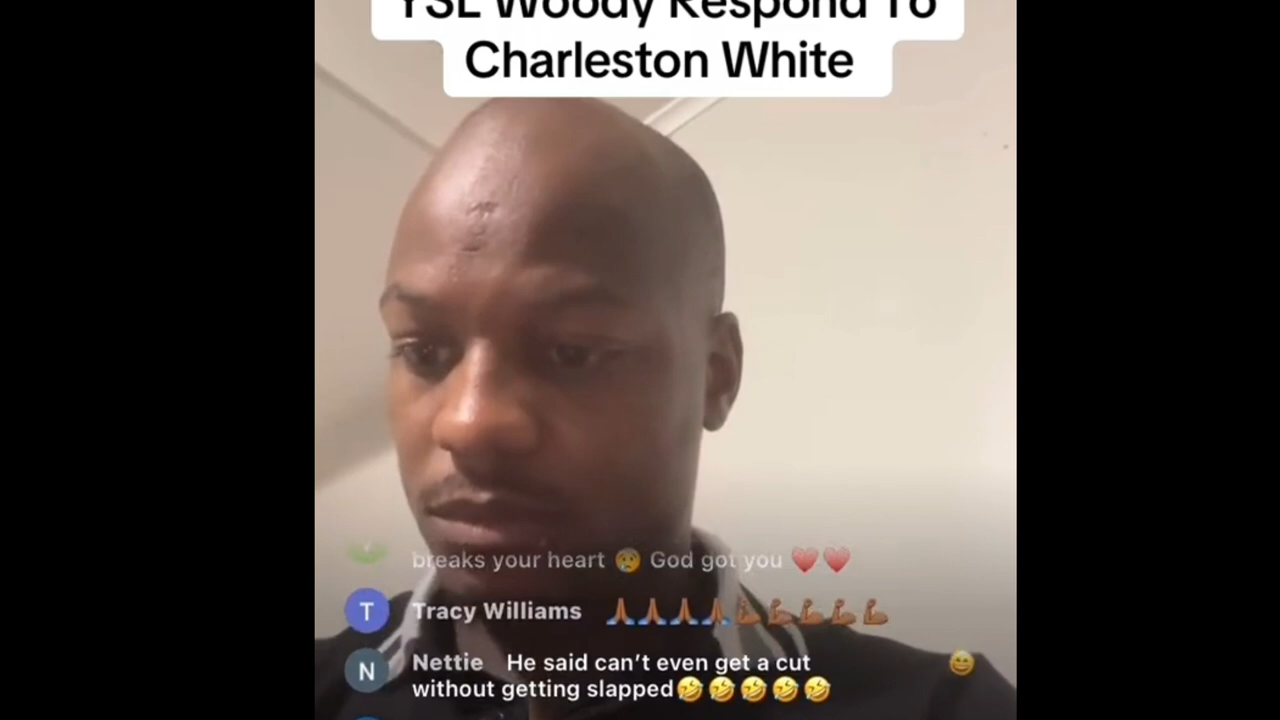 YSL Woody Respond To
Charleston White
breaks your heart 😰 God got you ❤️❤️
T
Tracy Williams 🙏🏾🙏🏾🙏🏾🙏🏾💪🏾💪🏾💪🏾💪🏾💪🏾
N
Nettie He said can’t even get a cut
without getting slapped🤣🤣🤣🤣🤣